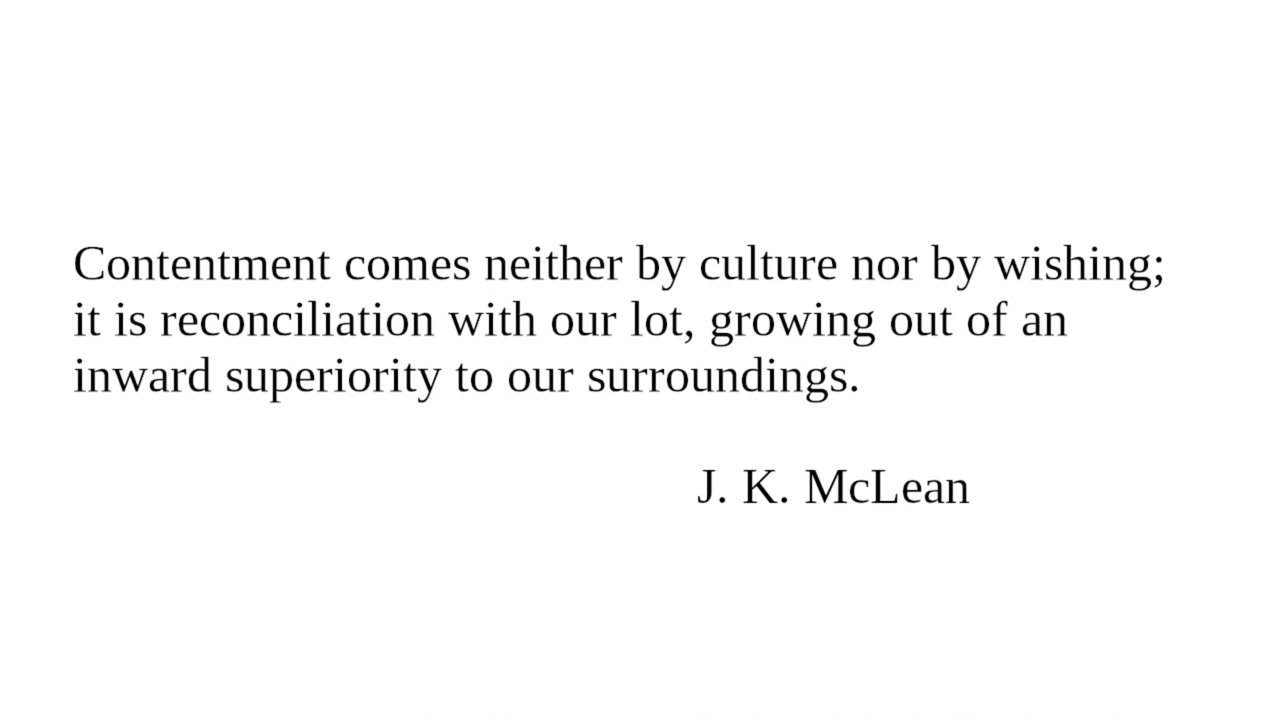 Contentment comes neither by culture nor by wishing;
it is reconciliation with our lot, growing out of an
inward superiority to our surroundings.
J. K. McLean